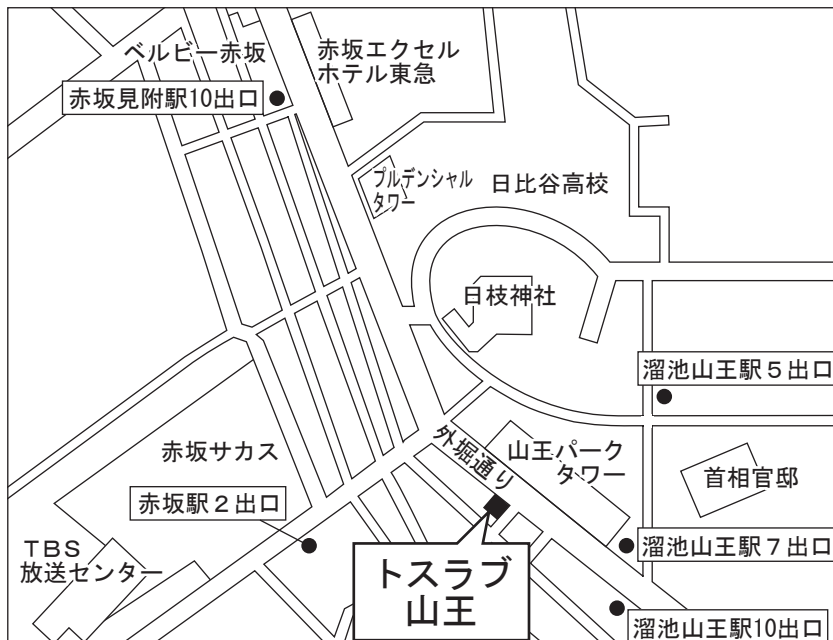 ベルビー赤坂
赤坂エクセル
ホテル東急
赤坂見附駅10出口
プルデンシャル
タワー
日比谷高校
日枝神社
溜池山王駅5出口
外堀通り
山王パーク
タワー
赤坂サカス
首相官邸
赤坂駅2出口
TBS
放送センター
溜池山王駅7出口
トスラブ
山王
溜池山王駅10出口